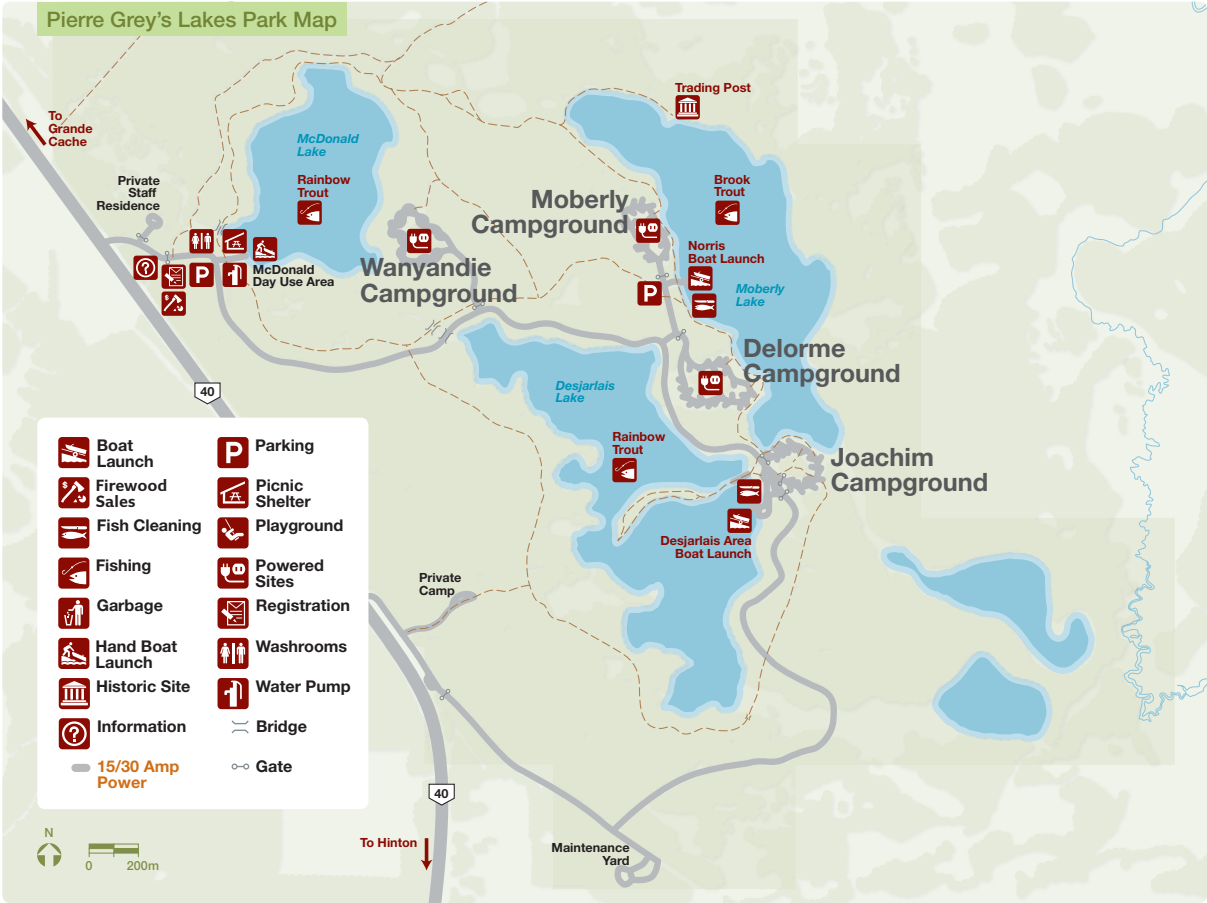 Pierre Grey's Lakes Park Map
To
Grande
Cache
Private
Staff
Residence
McDonald
Lake
Rainbow
Trout
McDonald
Day Use Area
P
Wanyandie
Campground
Trading Post
Moberly
Campground
Brook
Trout
Norris
Boat Launch
P
Moberly
Lake
Delorme
Campground
Desjarlais
Lake
Rainbow
Trout
Joachim
Campground
Desjarlais Area
Boat Launch
40
Private
Camp
Boat
Launch
Firewood
Sales
Fish Cleaning
Fishing
Garbage
Hand Boat
Launch
Historic Site
Information
15/30 Amp
Power
P
Parking
Picnic
Shelter
Playground
Powered
Sites
Registration
Washrooms
Water Pump
Bridge
Gate
40
To Hinton
Maintenance
Yard
N
0 200m